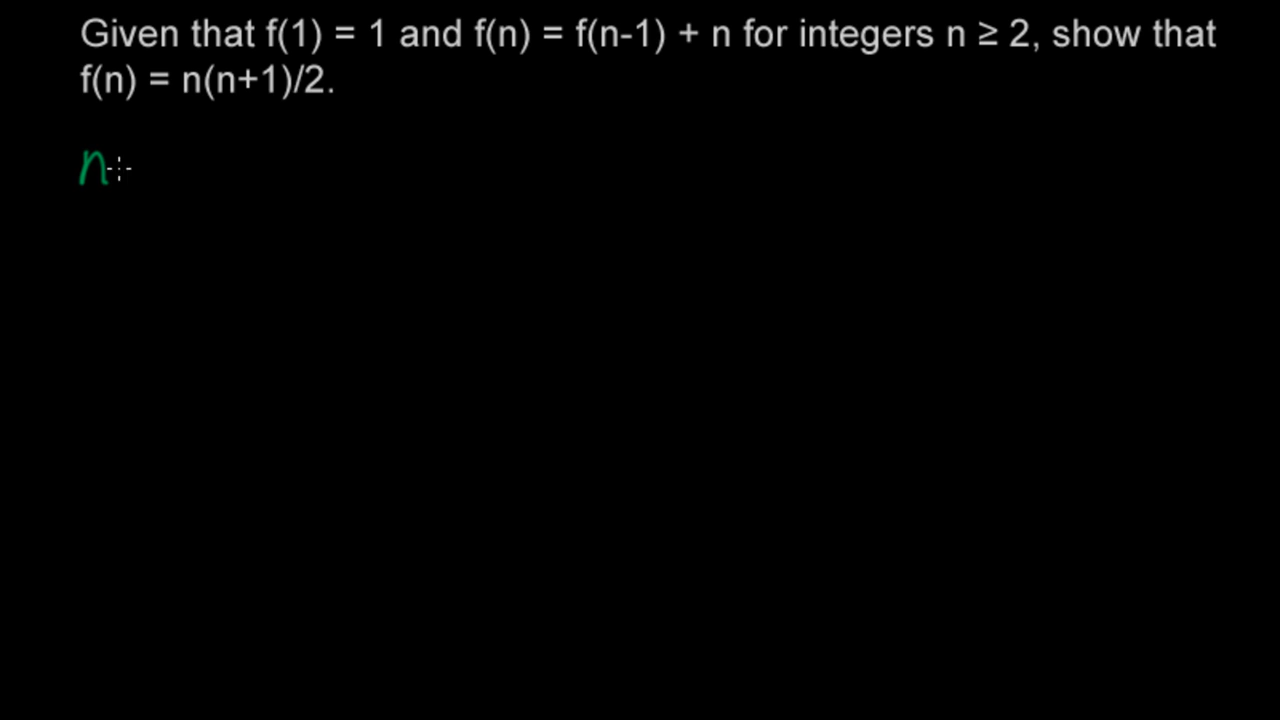 Given that f(1) = 1 and f(n) = f(n-1) + n for integers n ≥ 2, show that
f(n) = n(n+1)/2.
n